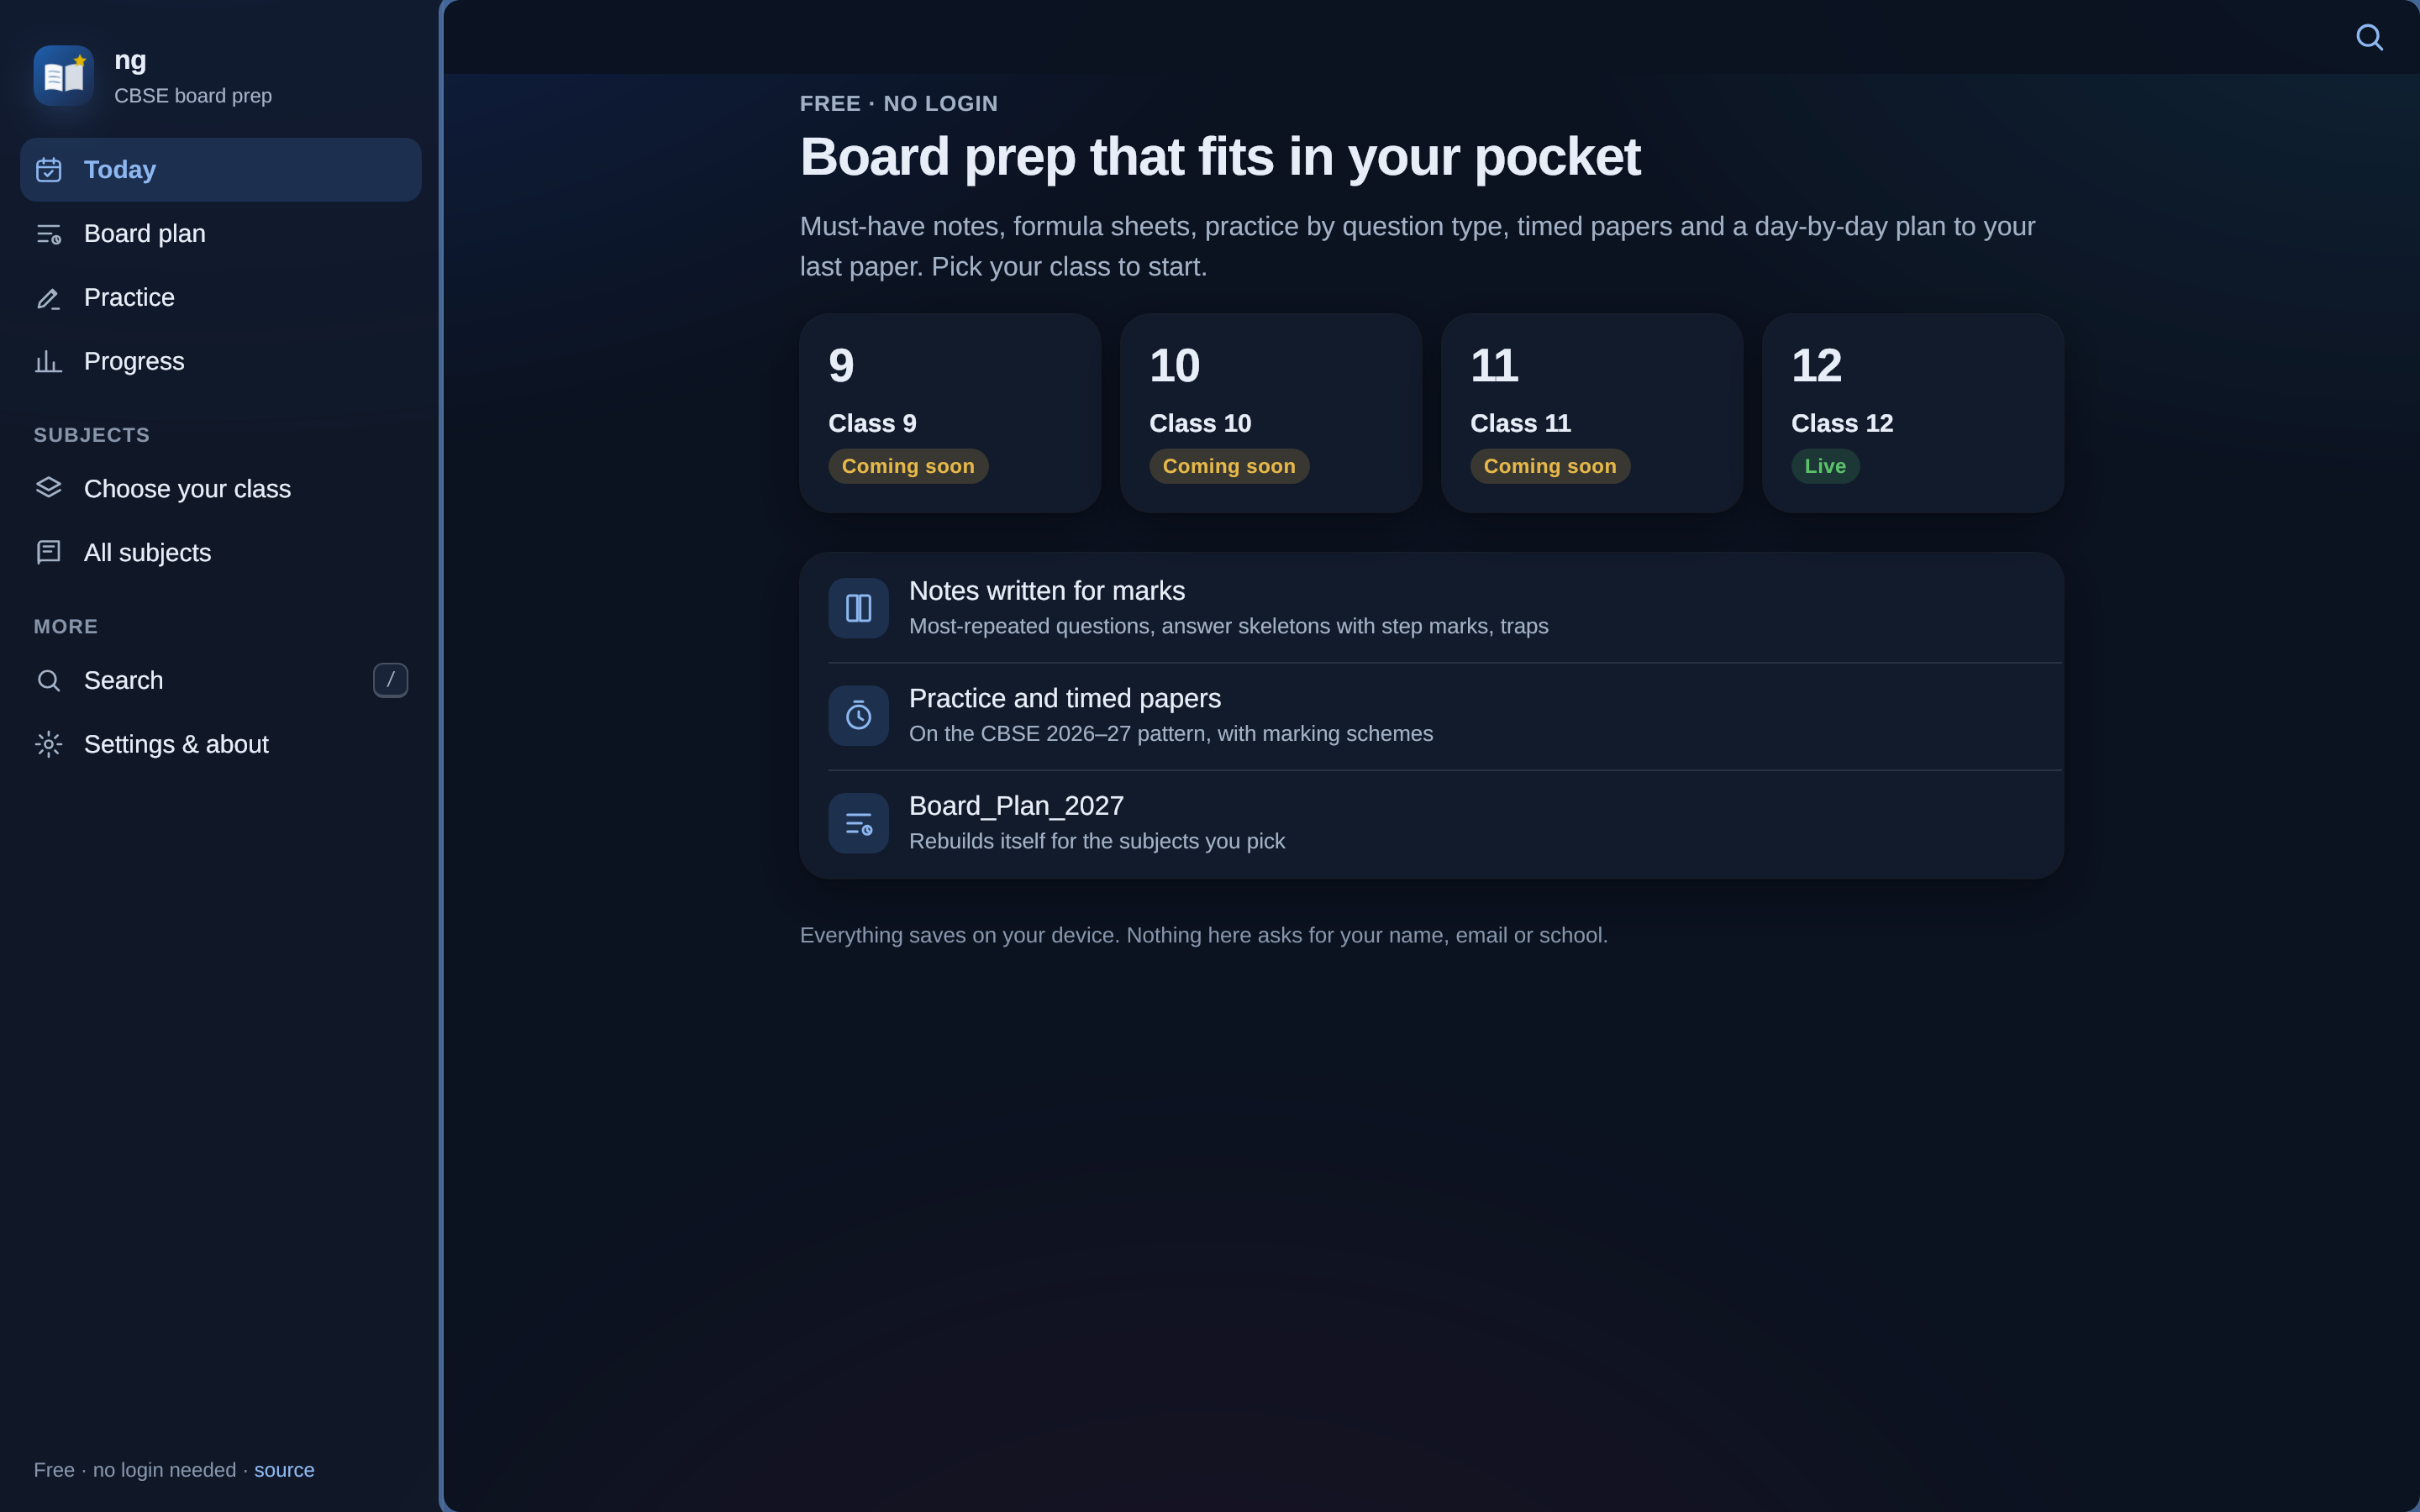 ng
CBSE board prep
Today
Board plan
Practice
Progress
SUBJECTS
Choose your class
All subjects
MORE
Search
/
Settings & about
Free · no login needed · source
FREE · NO LOGIN
Board prep that fits in your pocket
Must-have notes, formula sheets, practice by question type, timed papers and a day-by-day plan to your
last paper. Pick your class to start.
9
Class 9
Coming soon
10
Class 10
Coming soon
11
Class 11
Coming soon
12
Class 12
Live
Notes written for marks
Most-repeated questions, answer skeletons with step marks, traps
Practice and timed papers
On the CBSE 2026–27 pattern, with marking schemes
Board_Plan_2027
Rebuilds itself for the subjects you pick
Everything saves on your device. Nothing here asks for your name, email or school.